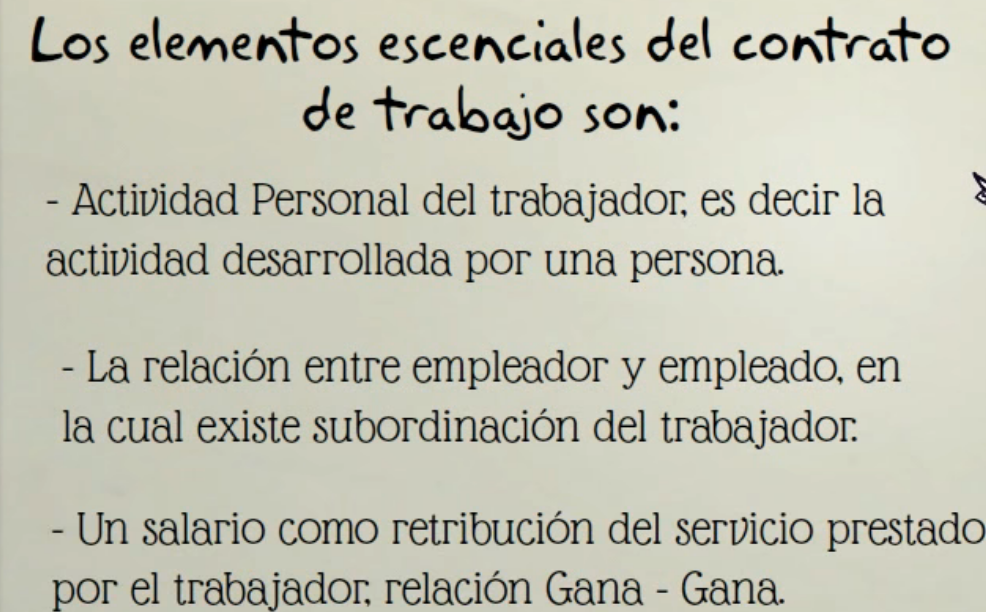 Los elementos escenciales del contrato
de trabajo son:
- Actividad Personal del trabajador, es decir la
actividad desarrollada por una persona.
- La relación entre empleador y empleado, en
la cual existe subordinación del trabajador.
- Un salario como retribución del servicio prestado
por el trabajador, relación Gana - Gana.